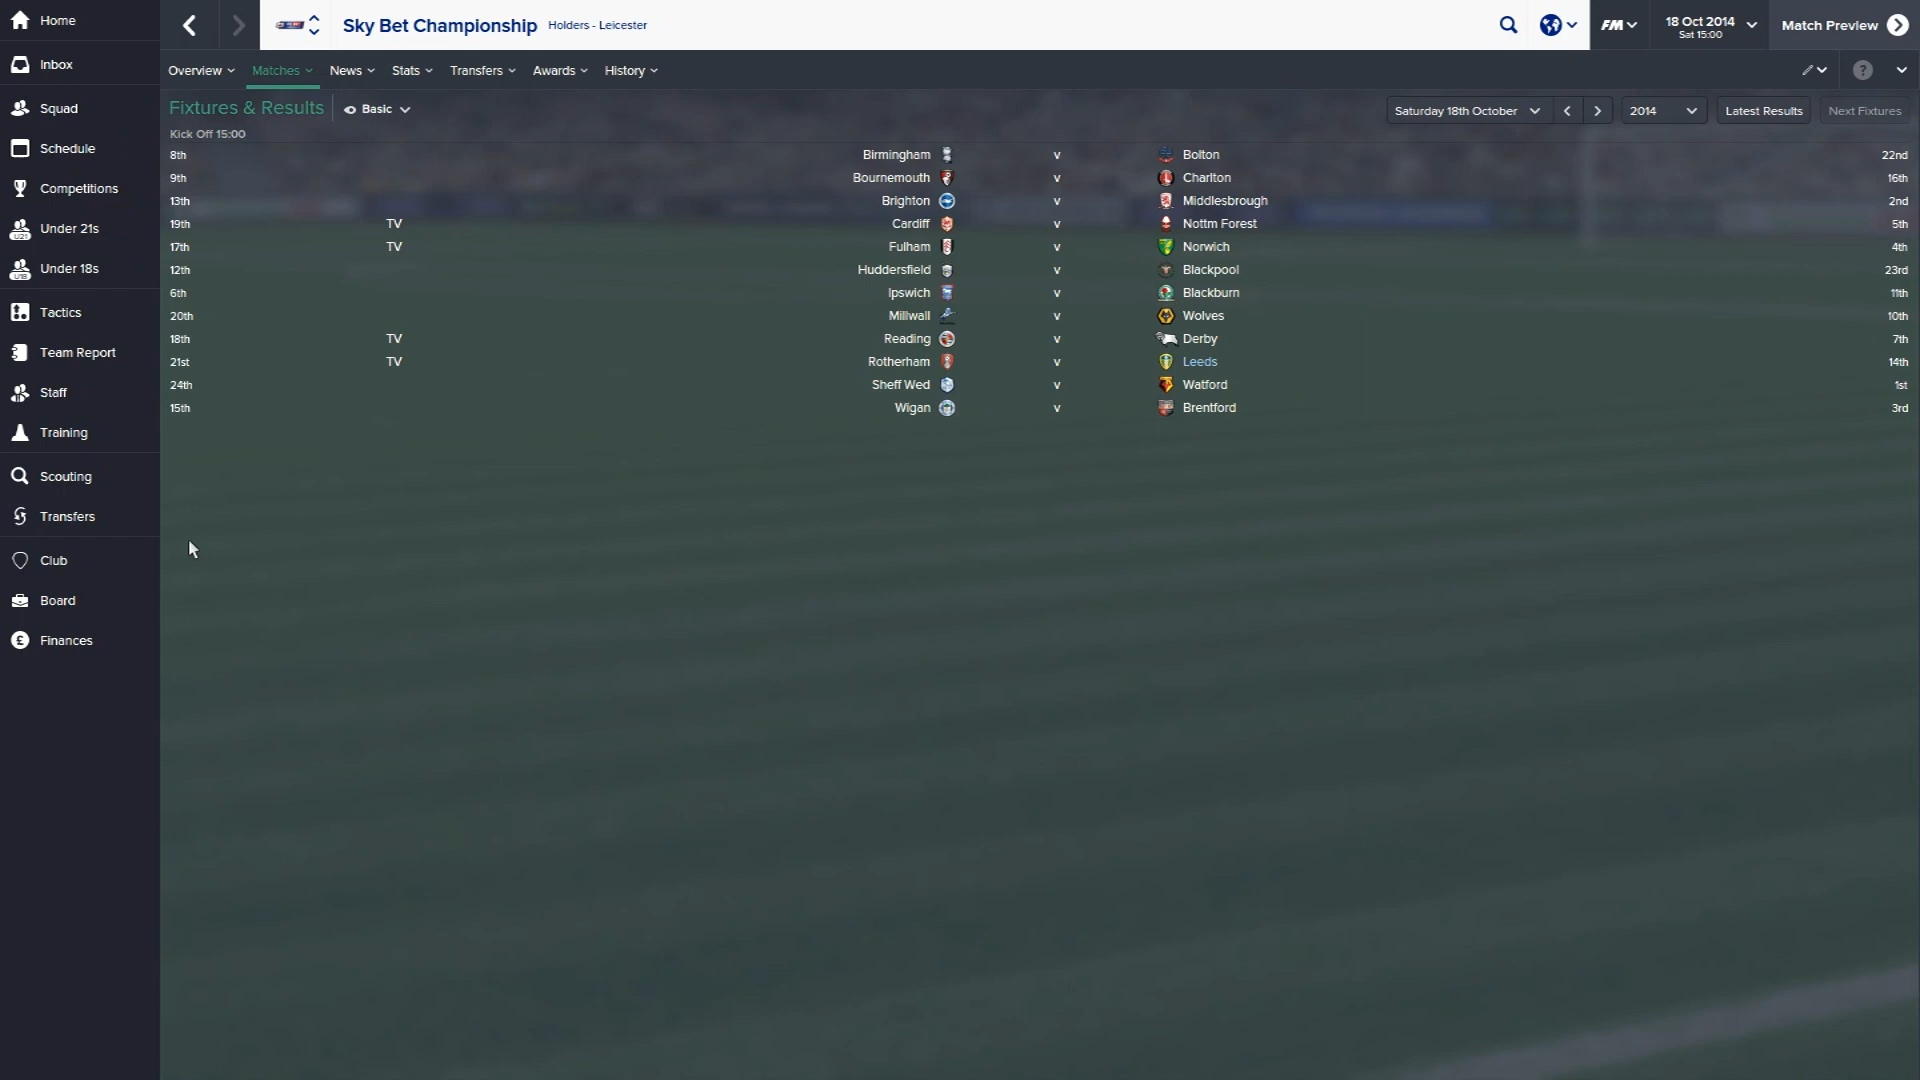 Home
Inbox
Squad
Schedule
Competitions
U21 Under 21s
U18 Under 18s
Tactics
Team Report
Staff
Training
Scouting
Transfers
Club
Board
£ Finances
Sky Bet Championship Holders - Leicester
FM
18 Oct 2014
Sat 15:00
Match Preview
Overview Matches News Stats Transfers Awards History
?
Fixtures & Results Basic
Saturday 18th October 2014 Latest Results Next Fixtures
Kick Off 15:00
8th Birmingham v Bolton 22nd
9th Bournemouth v Charlton 16th
13th Brighton v Middlesbrough 2nd
19th TV Cardiff v Nottm Forest 5th
17th TV Fulham v Norwich 4th
12th Huddersfield v Blackpool 23rd
6th Ipswich v Blackburn 11th
20th Millwall v Wolves 10th
18th TV Reading v Derby 7th
21st TV Rotherham v Leeds 14th
24th Sheff Wed v Watford 1st
15th Wigan v Brentford 3rd